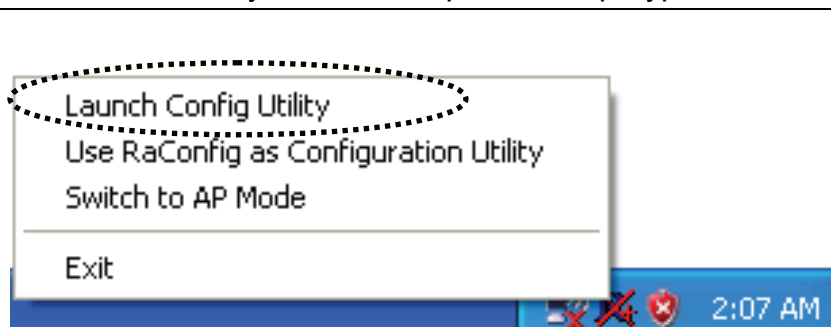 Launch Config Utility
Use RaConfig as Configuration Utility
Switch to AP Mode
Exit
2:07 AM